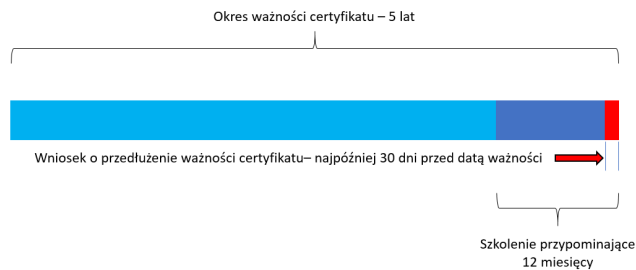 Okres ważności certyfikatu – 5 lat
Wniosek o przedłużenie ważności certyfikatu– najpóźniej 30 dni przed datą ważności
Szkolenie przypominające
12 miesięcy